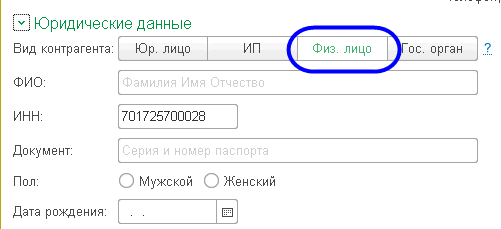 Юридические данные
Вид контрагента: Юр. лицо ИП Физ. лицо Гос. орган ?
ФИО: Фамилия Имя Отчество
ИНН: 701725700028
Документ: Серия и номер паспорта
Пол: Мужской Женский
Дата рождения: . .